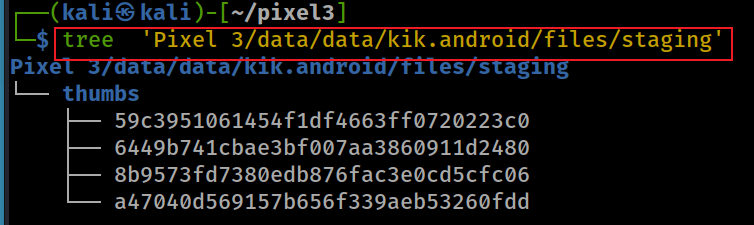 ┌──(kali㉿kali)-[~/pixel3]
└─$ tree  'Pixel 3/data/data/kik.android/files/staging'
Pixel 3/data/data/kik.android/files/staging
└── thumbs
    ├── 59c3951061454f1df4663ff0720223c0
    ├── 6449b741cbae3bf007aa3860911d2480
    ├── 8b9573fd7380edb876fac3e0cd5cfc06
    └── a47040d569157b656f339aeb53260fdd